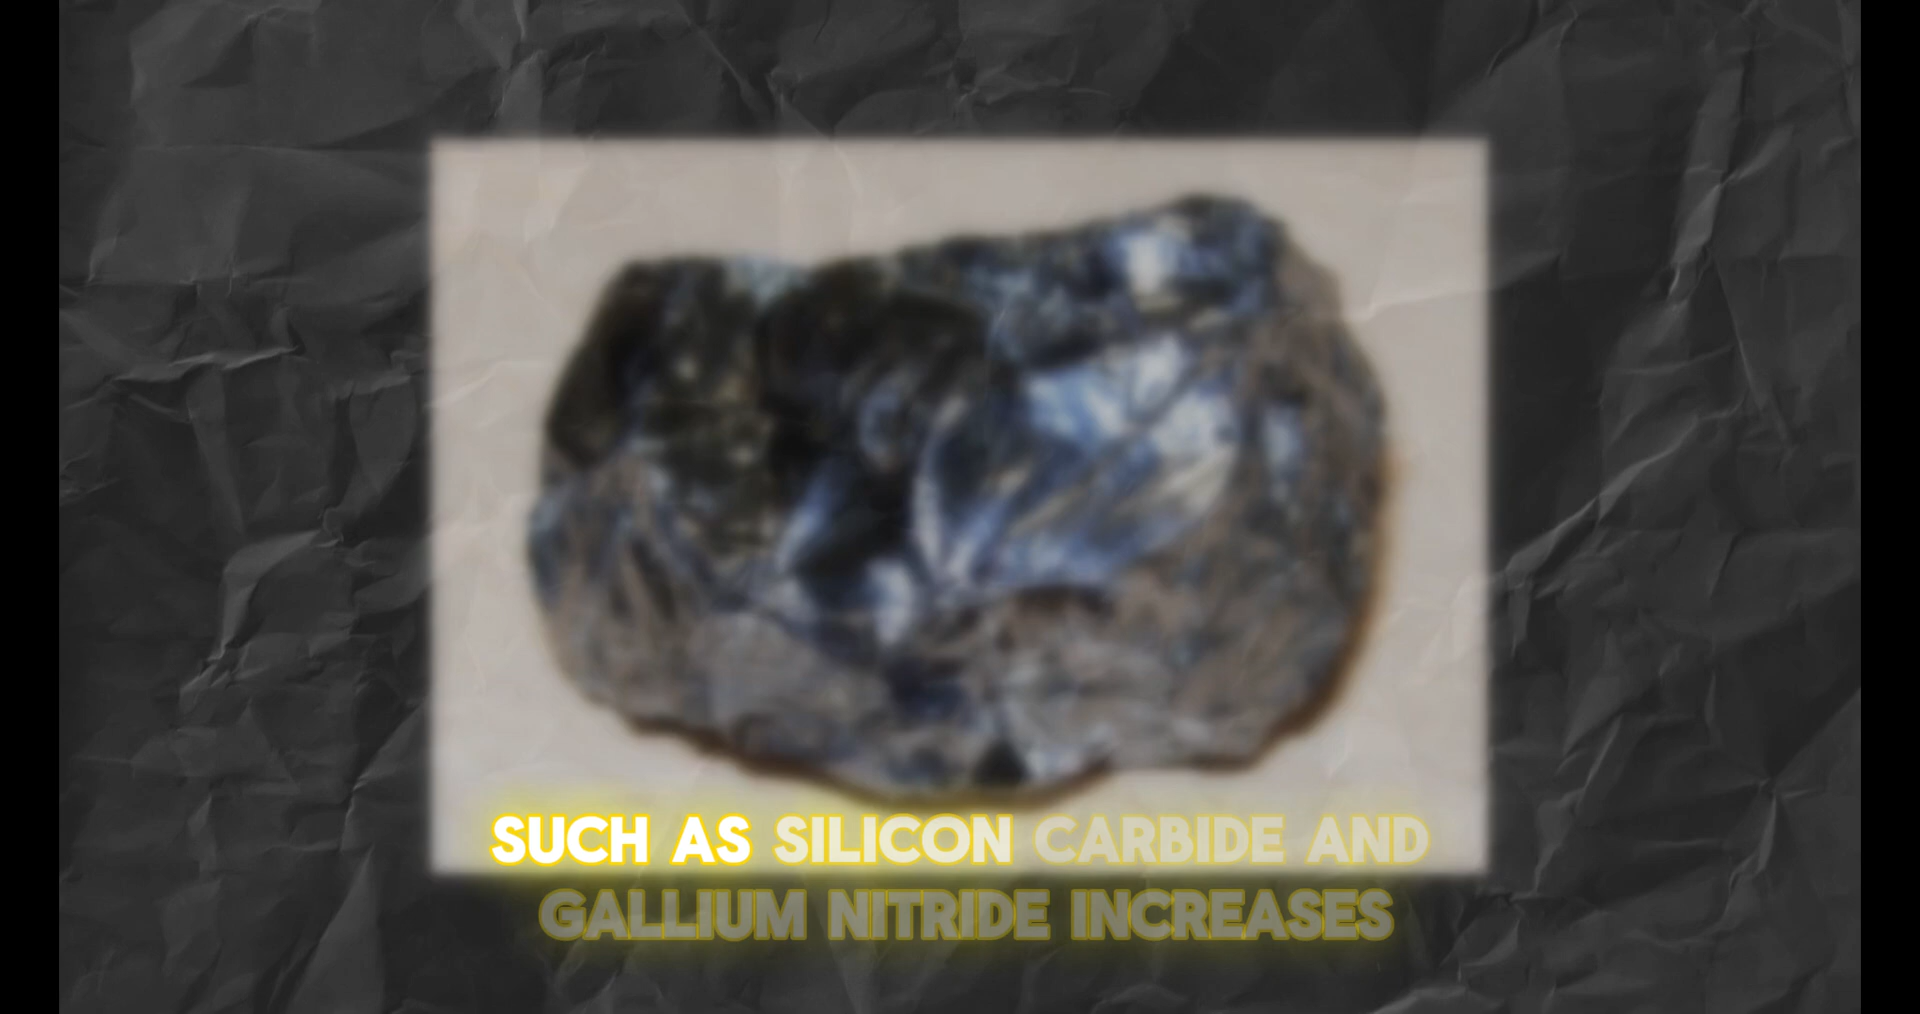 SUCH AS SILICON CARBIDE AND
GALLIUM NITRIDE INCREASES